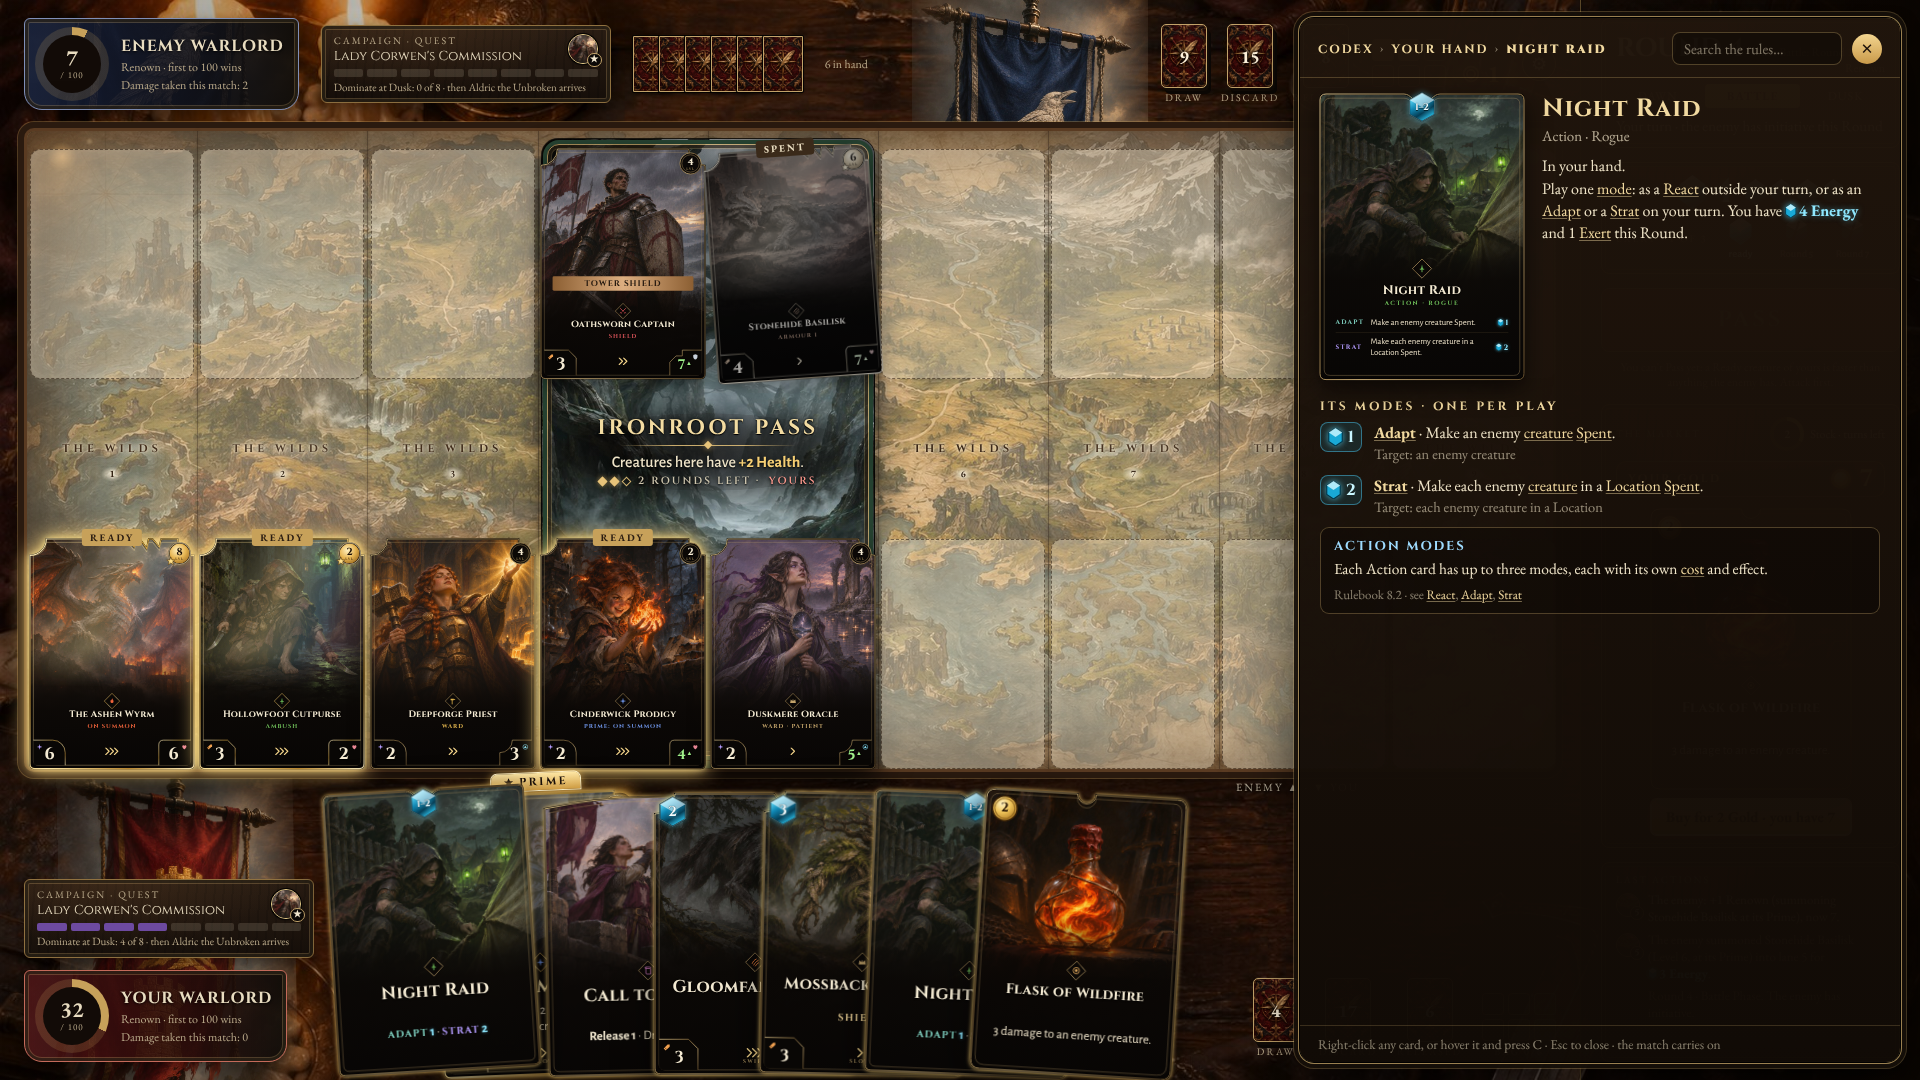 7
/ 100
ENEMY WARLORD
Renown · first to 100 wins
Damage taken this match: 2
CAMPAIGN · QUEST
LADY CORWEN'S COMMISSION
Dominate at Dusk: 0 of 8 · then Aldric the Unbroken arrives
6 in hand
9
DRAW
15
DISCARD
THE WILDS
1
THE WILDS
2
THE WILDS
3
4
TOWER SHIELD
OATHSWORN CAPTAIN
SHIELD
3
7
SPENT
6
STONEHIDE BASILISK
ARMOUR 1
4
7
IRONROOT PASS
Creatures here have +2 Health.
2 ROUNDS LEFT · YOURS
THE WILDS
6
THE WILDS
7
THE
READY
8
THE ASHEN WYRM
ON SUMMON
6
6
READY
2
HOLLOWFOOT CUTPURSE
AMBUSH
3
2
4
DEEPFORGE PRIEST
WARD
2
3
READY
2
CINDERWICK PRODIGY
PRIME: ON SUMMON
2
4
4
DUSKMERE ORACLE
WARD · PATIENT
2
5
ENEMY
CAMPAIGN · QUEST
LADY CORWEN'S COMMISSION
Dominate at Dusk: 4 of 8 · then Aldric the Unbroken arrives
32
/ 100
YOUR WARLORD
Renown · first to 100 wins
Damage taken this match: 0
★ PRIME
1-2
NIGHT RAID
ADAPT 1 · STRAT 2
CALL TO
Release 1 · D
2
GLOOMFA
3
3
MOSSBACK
SHIE
3
1-2
NIGHT
ADAPT 1 ·
2
FLASK OF WILDFIRE
3 damage to an enemy creature.
4
DRAW
CODEX › YOUR HAND › NIGHT RAID
Search the rules...
✕
1-2
NIGHT RAID
ACTION · ROGUE
ADAPT Make an enemy creature Spent. 1
STRAT Make each enemy creature in a Location Spent. 2
NIGHT RAID
Action · Rogue
In your hand.
Play one mode: as a React outside your turn, or as an
Adapt or a Strat on your turn. You have 4 Energy
and 1 Exert this Round.
ITS MODES · ONE PER PLAY
1 Adapt · Make an enemy creature Spent.
Target: an enemy creature
2 Strat · Make each enemy creature in a Location Spent.
Target: each enemy creature in a Location
ACTION MODES
Each Action card has up to three modes, each with its own cost and effect.
Rulebook 8.2 · see React, Adapt, Strat
Right-click any card, or hover it and press C · Esc to close · the match carries on